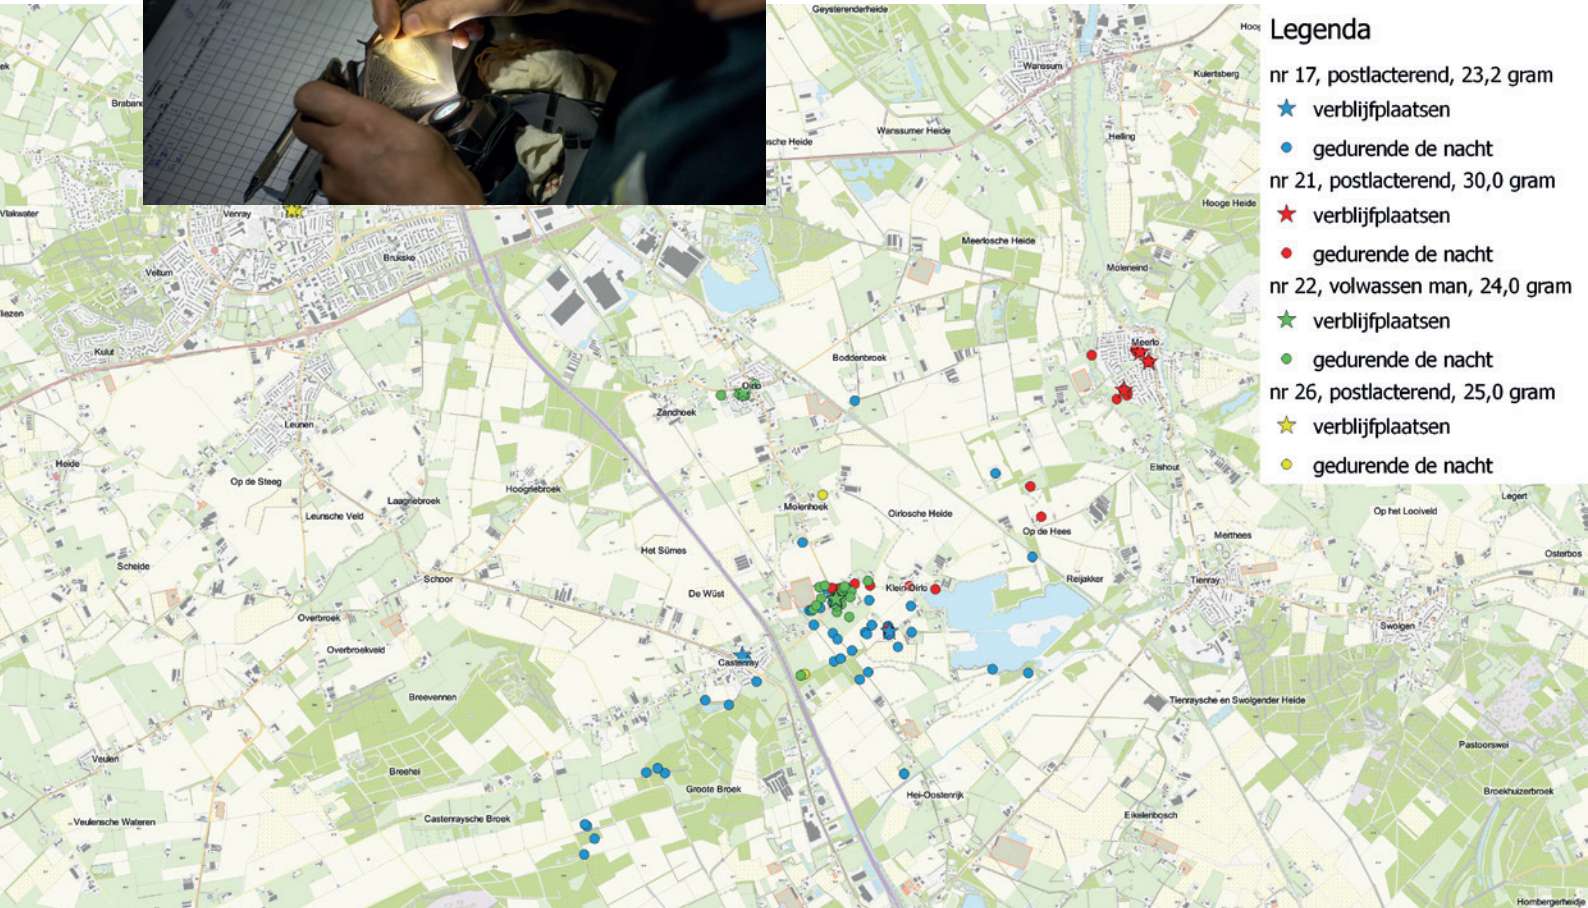 Legenda
nr 17, postlacterend, 23,2 gram
verblijfplaatsen
gedurende de nacht
nr 21, postlacterend, 30,0 gram
verblijfplaatsen
gedurende de nacht
nr 22, volwassen man, 24,0 gram
verblijfplaatsen
gedurende de nacht
nr 26, postlacterend, 25,0 gram
verblijfplaatsen
gedurende de nacht
Geysterenderheide
Wanssum
Kulertsberg
Wanssumer Heide
Helling
Hooge Heide
Vlakwater
Venray
Brukske
Meerlosche Heide
Moleneind
Veltum
Kulut
Meerlo
Boddenbroek
Oirlo
Zandhoek
Leunen
Heide
Op de Steeg
Hoogriebroek
Laagriebroek
Elshout
Legert
Leunsche Veld
Molenhoek
Oirlosche Heide
Op het Looiveld
Op de Hees
Merthees
Het Sümes
Osterbos
Scheide
Schoor
Reijakker
Tienray
De Wüst
Klein Oirlo
Overbroek
Swolgen
Overbroekveld
Castenray
Breevennen
Tienraysche en Swolgender Heide
Pastoorswei
Veulen
Breehei
Groote Broek
Hei-Oostenrijk
Broekhuizerbroek
Veulensche Wateren
Castenraysche Broek
Eikelenbosch
Hombergerheidje